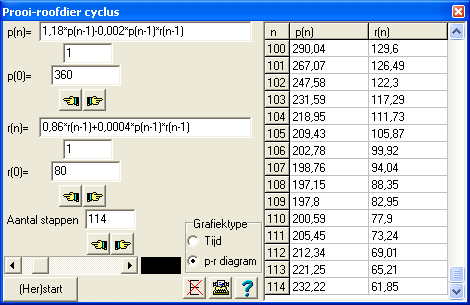 Prooi-roofdier cyclus
p(n)= 1,18*p(n-1)-0,002*p(n-1)*r(n-1)
1
p(0)= 360
r(n)= 0,86*r(n-1)+0,0004*p(n-1)*r(n-1)
1
r(0)= 80
Aantal stappen 114
Grafiektype
Tijd
p-r diagram
(Her)start
?
n p(n) r(n)
100 290,04 129,6
101 267,07 126,49
102 247,58 122,3
103 231,59 117,29
104 218,95 111,73
105 209,43 105,87
106 202,78 99,92
107 198,76 94,04
108 197,15 88,35
109 197,8 82,95
110 200,59 77,9
111 205,45 73,24
112 212,34 69,01
113 221,25 65,21
114 232,22 61,85